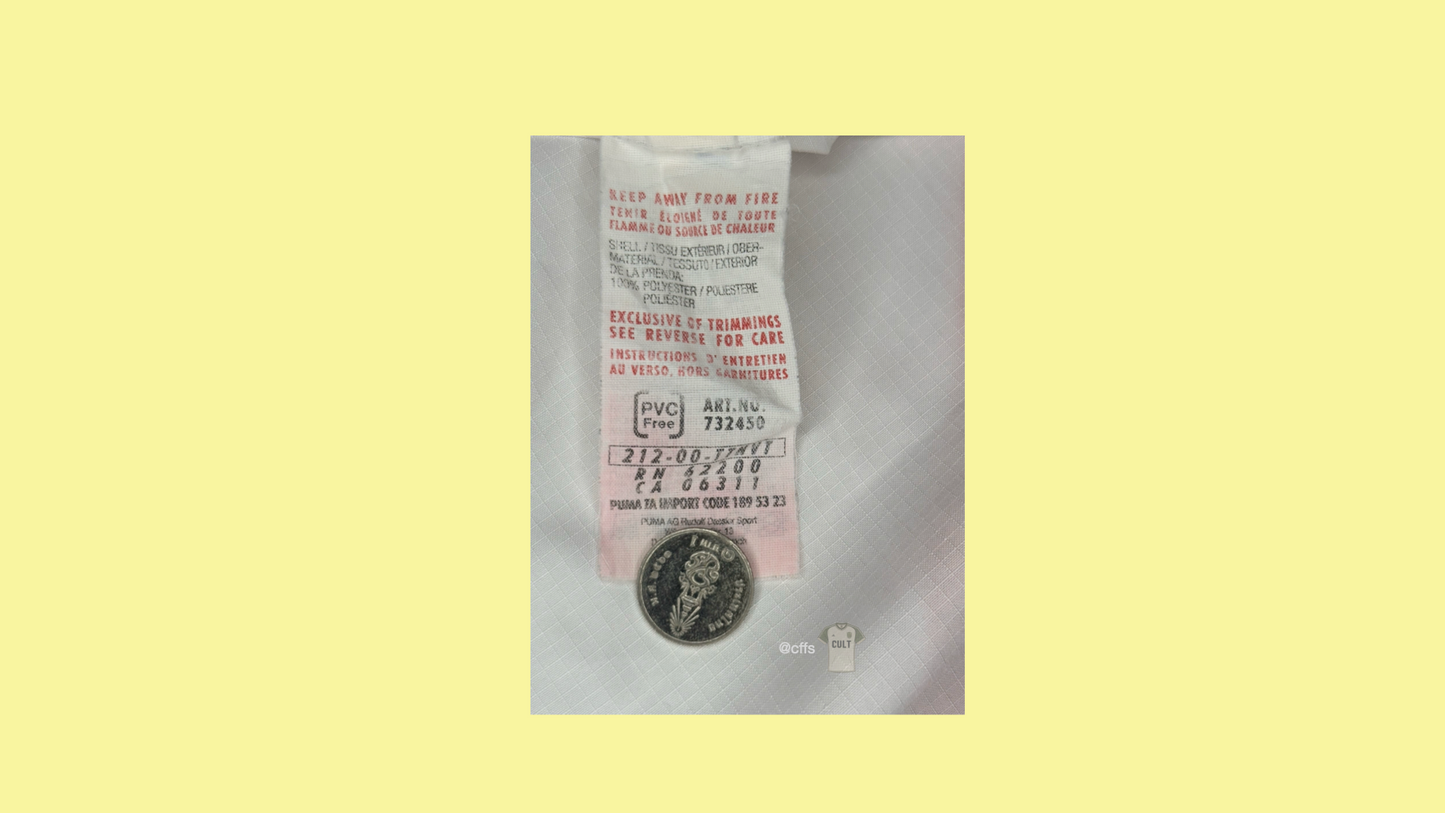 KEEP AWAY FROM FIRE
TENIR ÉLOIGNÉ DE TOUTE
FLAMME OU SOURCE DE CHALEUR
SHELL / TISSU EXTÉRIEUR / OBER-
MATERIAL / TESSUTO / EXTERIOR
DE LA PRENDA:
100% POLYESTER / POLIESTERE
POLIÉSTER
EXCLUSIVE OF TRIMMINGS
SEE REVERSE FOR CARE
INSTRUCTIONS D' ENTRETIEN
AU VERSO, HORS GARNITURES
PVC
Free
ART.NO.
732450
212-00-
RN 62200
CA 06311
PUMA TA IMPORT CODE 189 53 23
PUMA AG Rudolf Dassler Sport
@cffs
CULT